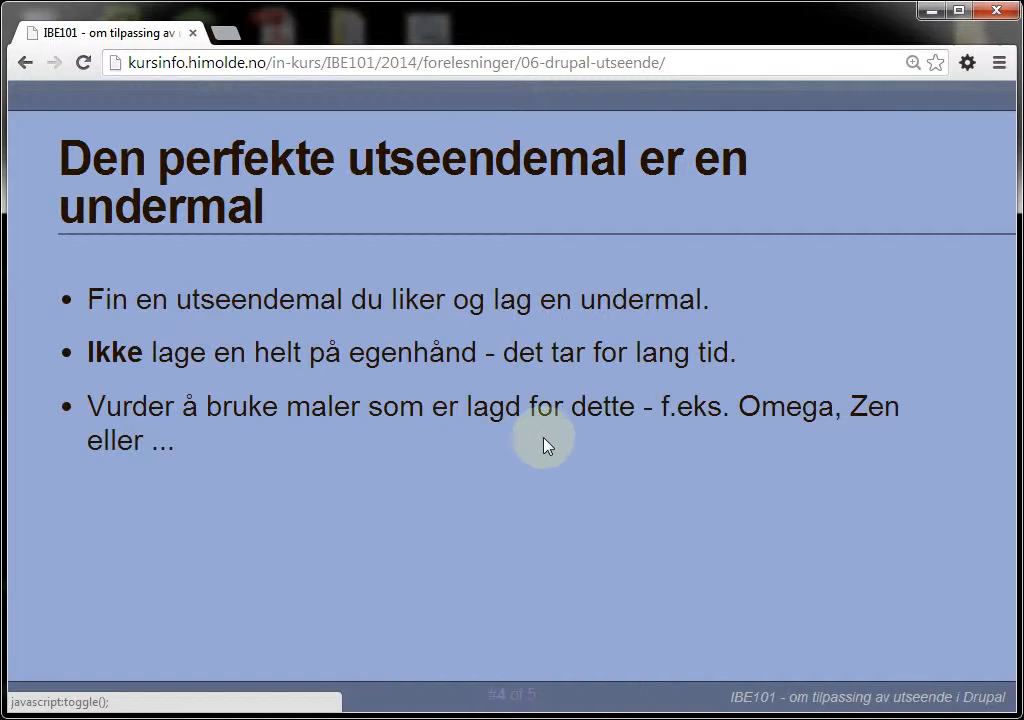 IBE101 - om tilpassing av
kursinfo.himolde.no/in-kurs/IBE101/2014/forelesninger/06-drupal-utseende/
Den perfekte utseendemal er en
undermal
• Fin en utseendemal du liker og lag en undermal.
• Ikke lage en helt på egenhånd - det tar for lang tid.
• Vurder å bruke maler som er lagd for dette - f.eks. Omega, Zen
eller ...
javascript:toggle();
#4 of 5
IBE101 - om tilpassing av utseende i Drupal